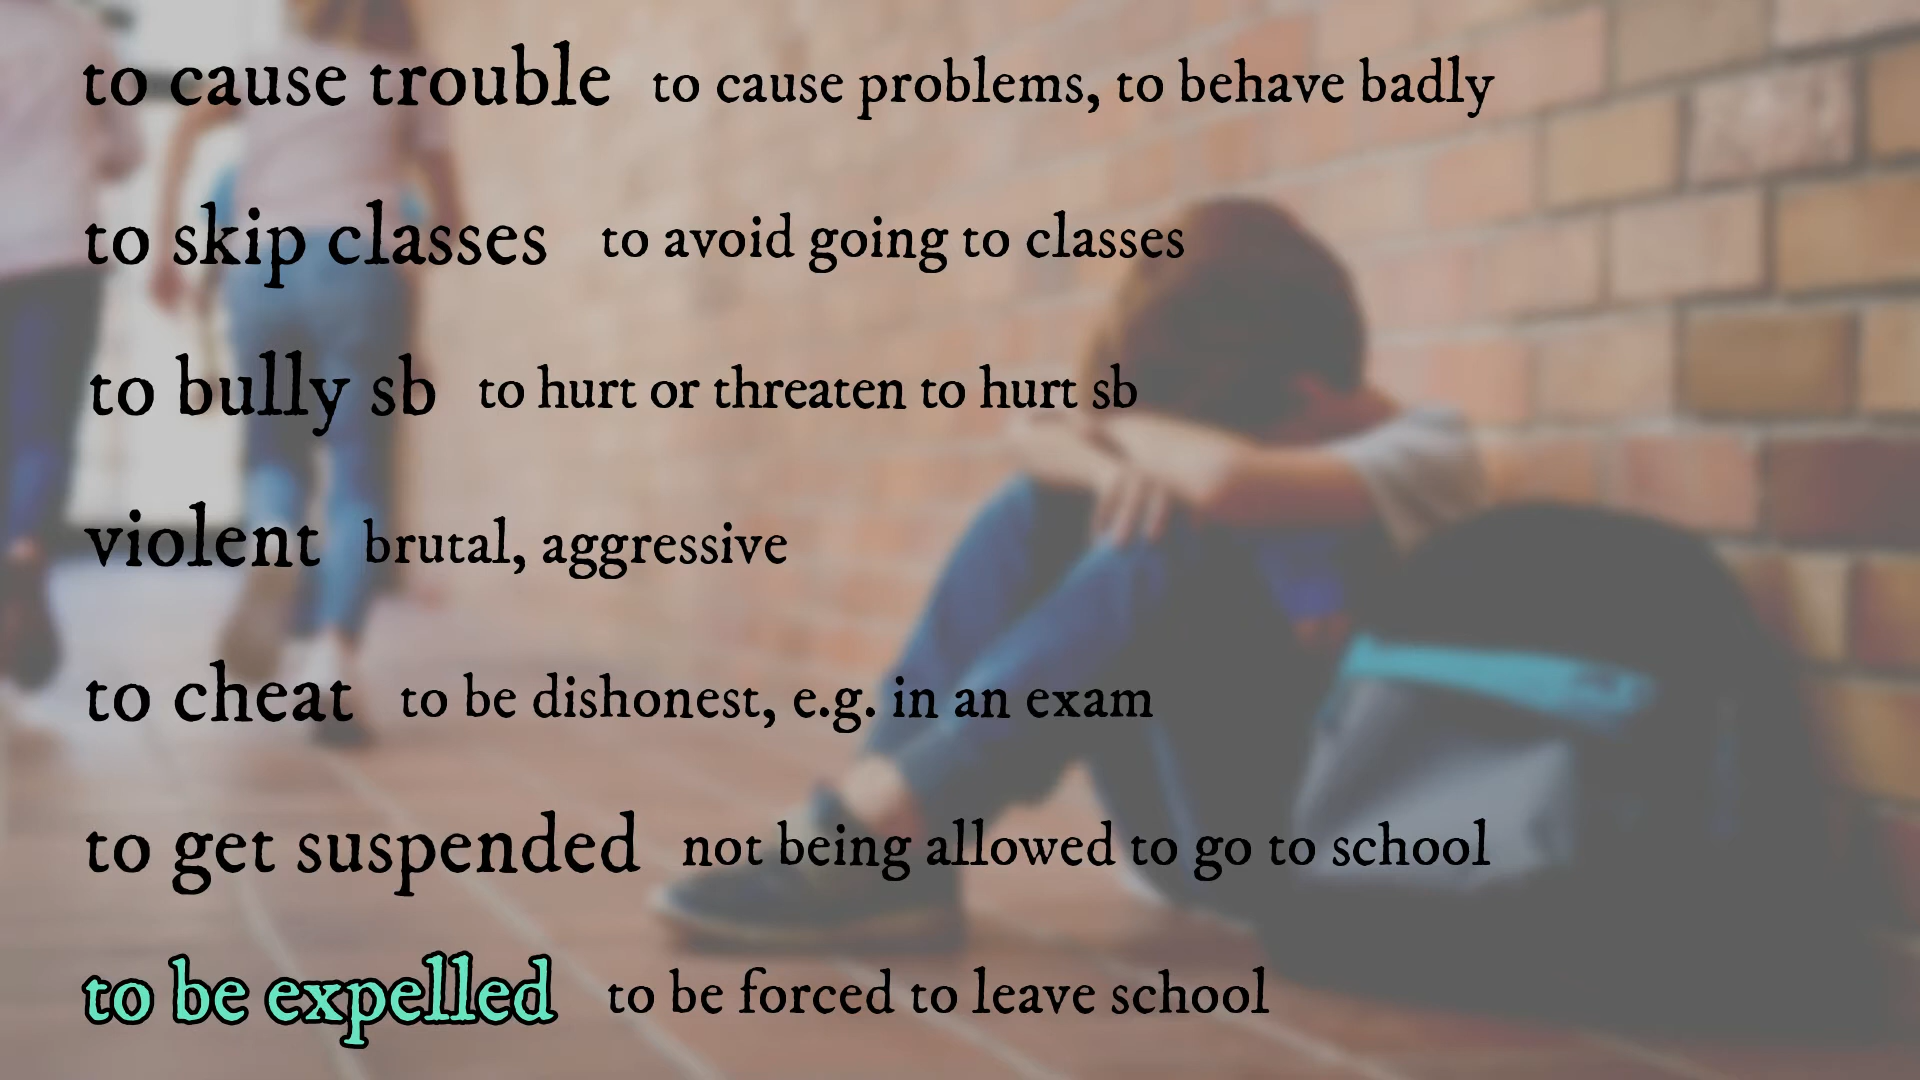 to cause trouble to cause problems, to behave badly
to skip classes to avoid going to classes
to bully sb to hurt or threaten to hurt sb
violent brutal, aggressive
to cheat to be dishonest, e.g. in an exam
to get suspended not being allowed to go to school
to be expelled to be forced to leave school